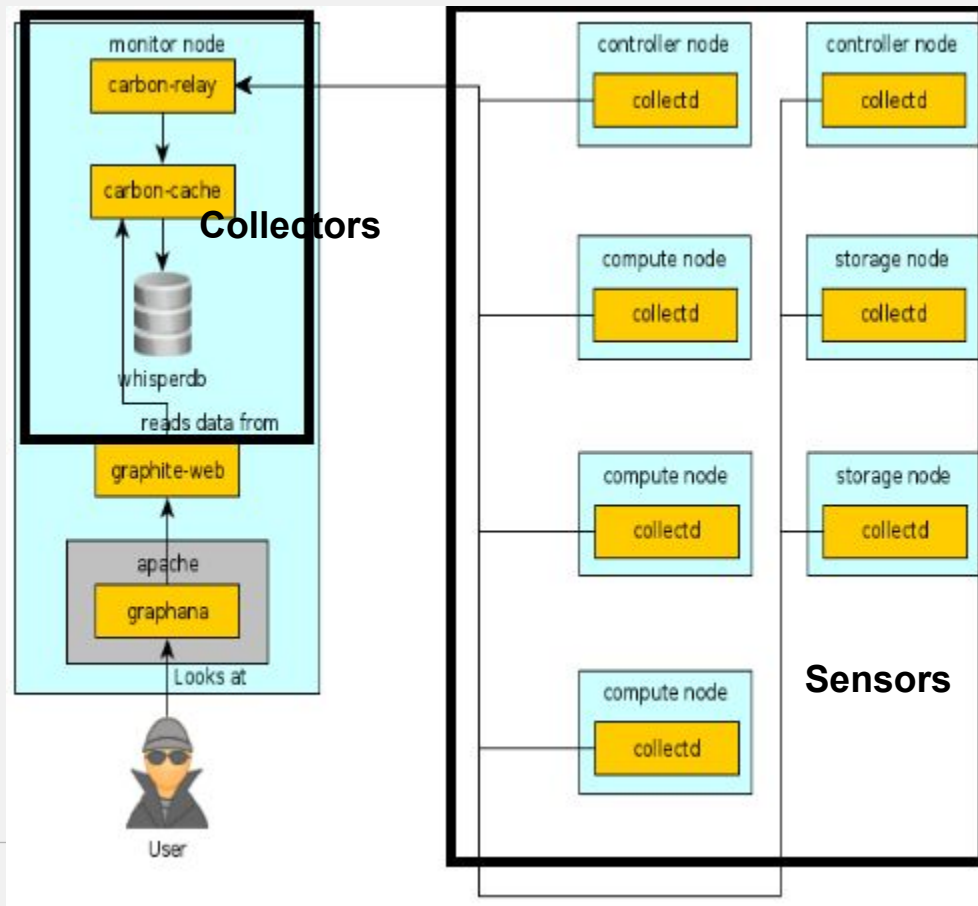 monitor node
carbon-relay
carbon-cache
Collectors
whisperdb
reads data from
graphite-web
apache
graphana
Looks at
User
controller node
collectd
controller node
collectd
compute node
collectd
storage node
collectd
compute node
collectd
storage node
collectd
Sensors
compute node
collectd